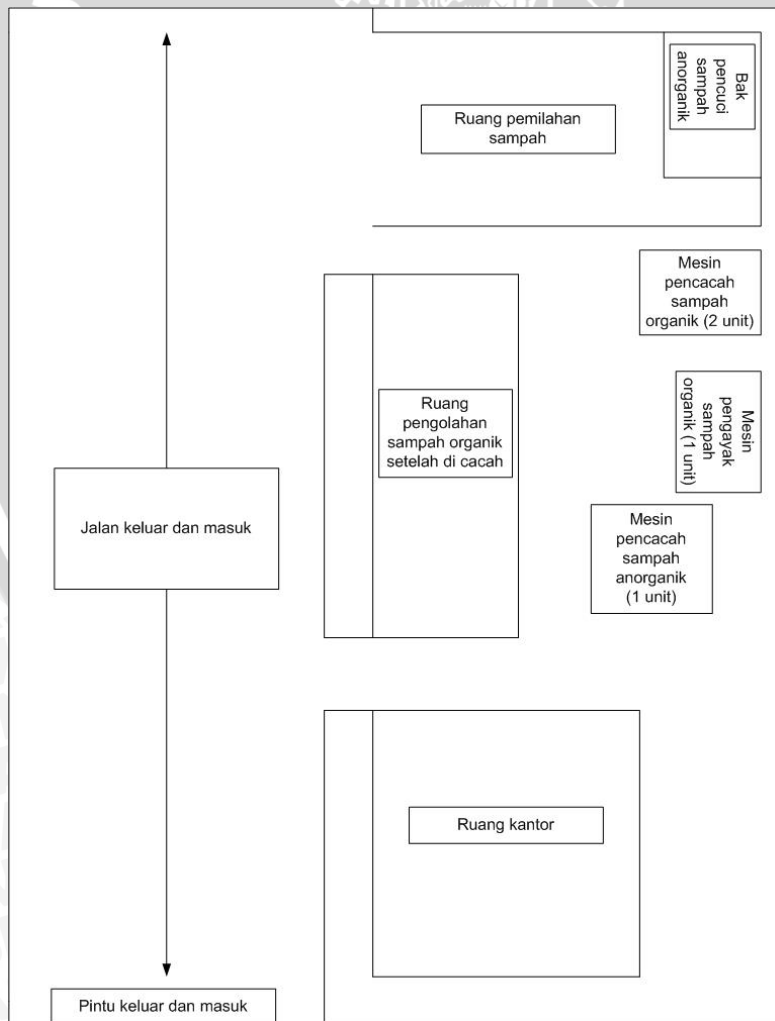 Bak
pencuci
sampah
anorganik
Ruang pemilahan
sampah
Mesin
pencacah
sampah
organik (2 unit)
Mesin
pengayak
sampah
organik (1 unit)
Ruang
pengolahan
sampah organik
setelah di cacah
Jalan keluar dan masuk
Mesin
pencacah
sampah
anorganik
(1 unit)
Ruang kantor
Pintu keluar dan masuk